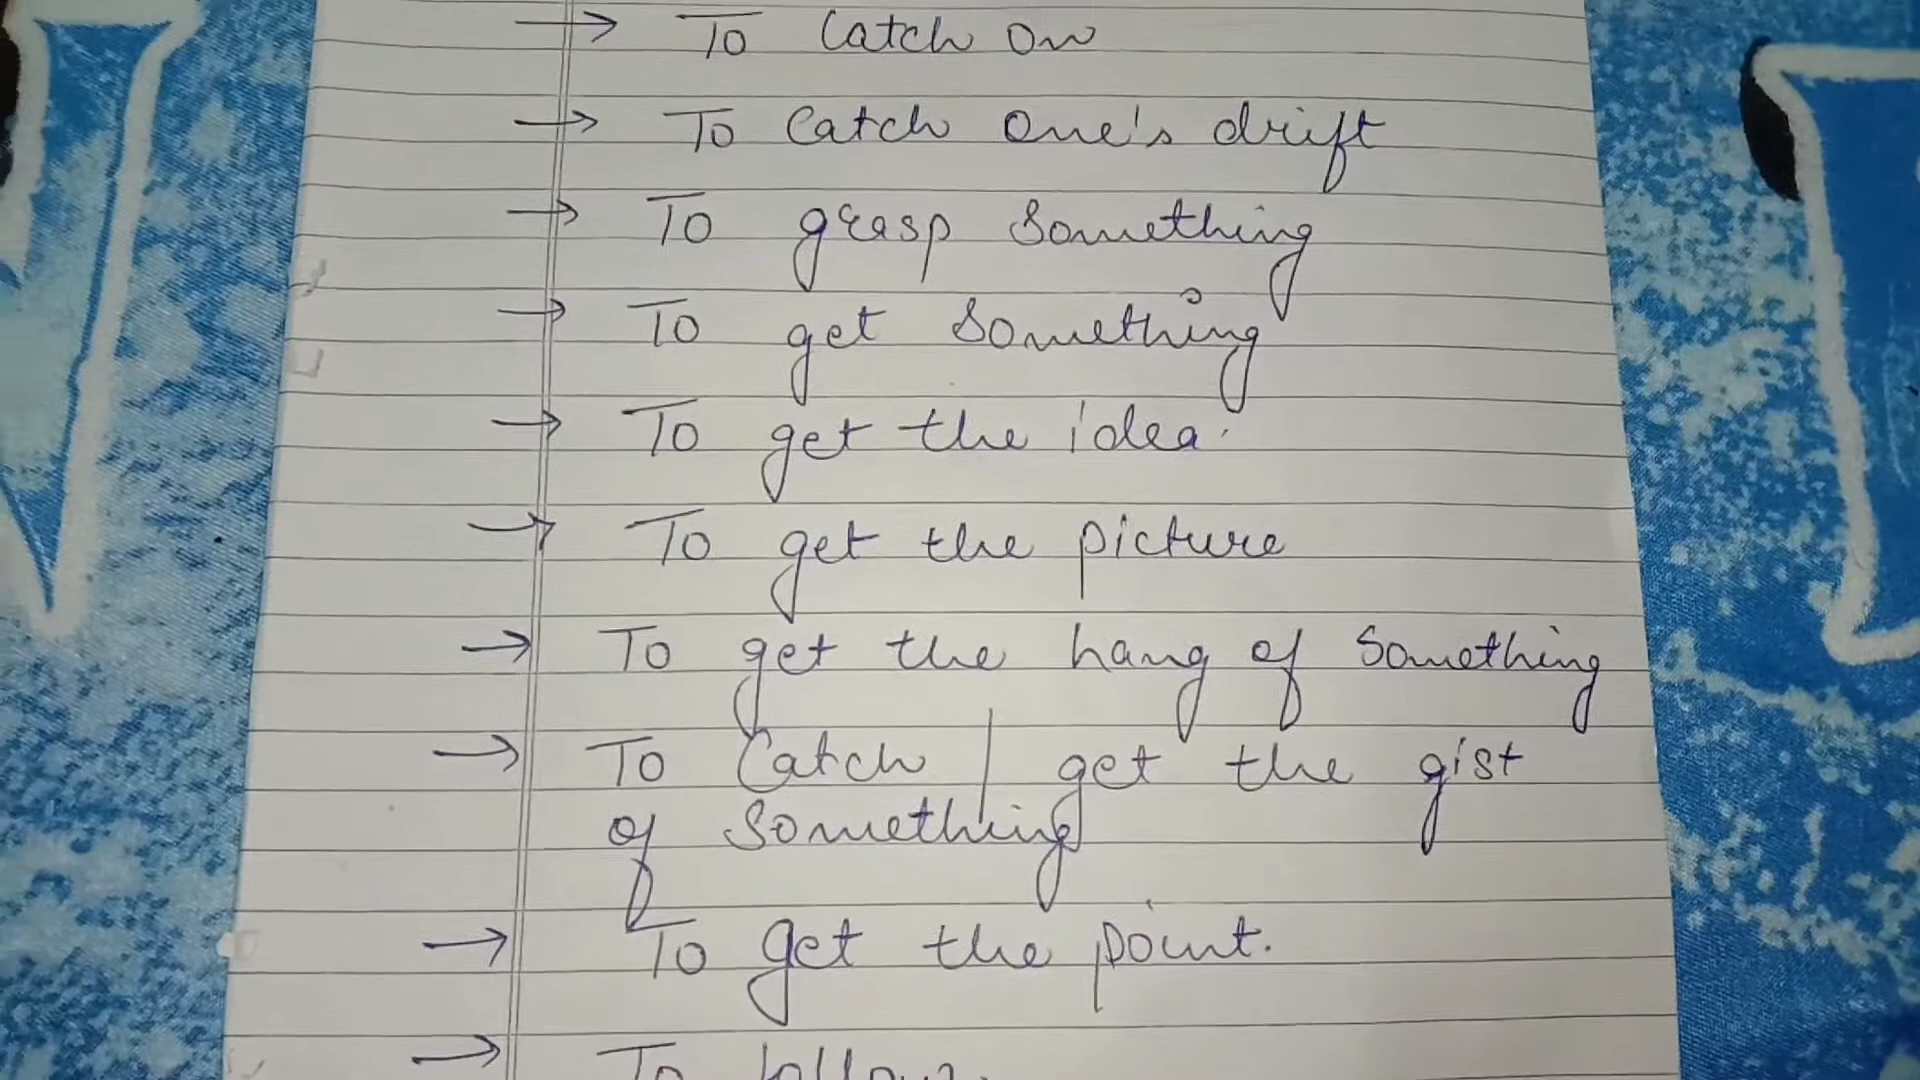 → To Catch on
→ To Catch One's drift
→ To grasp Something
→ To get Something
→ To get the idea.
→ To get the picture
→ To get the hang of Something
→ To Catch / get the gist
of Something
→ To get the point.
→ To follow.